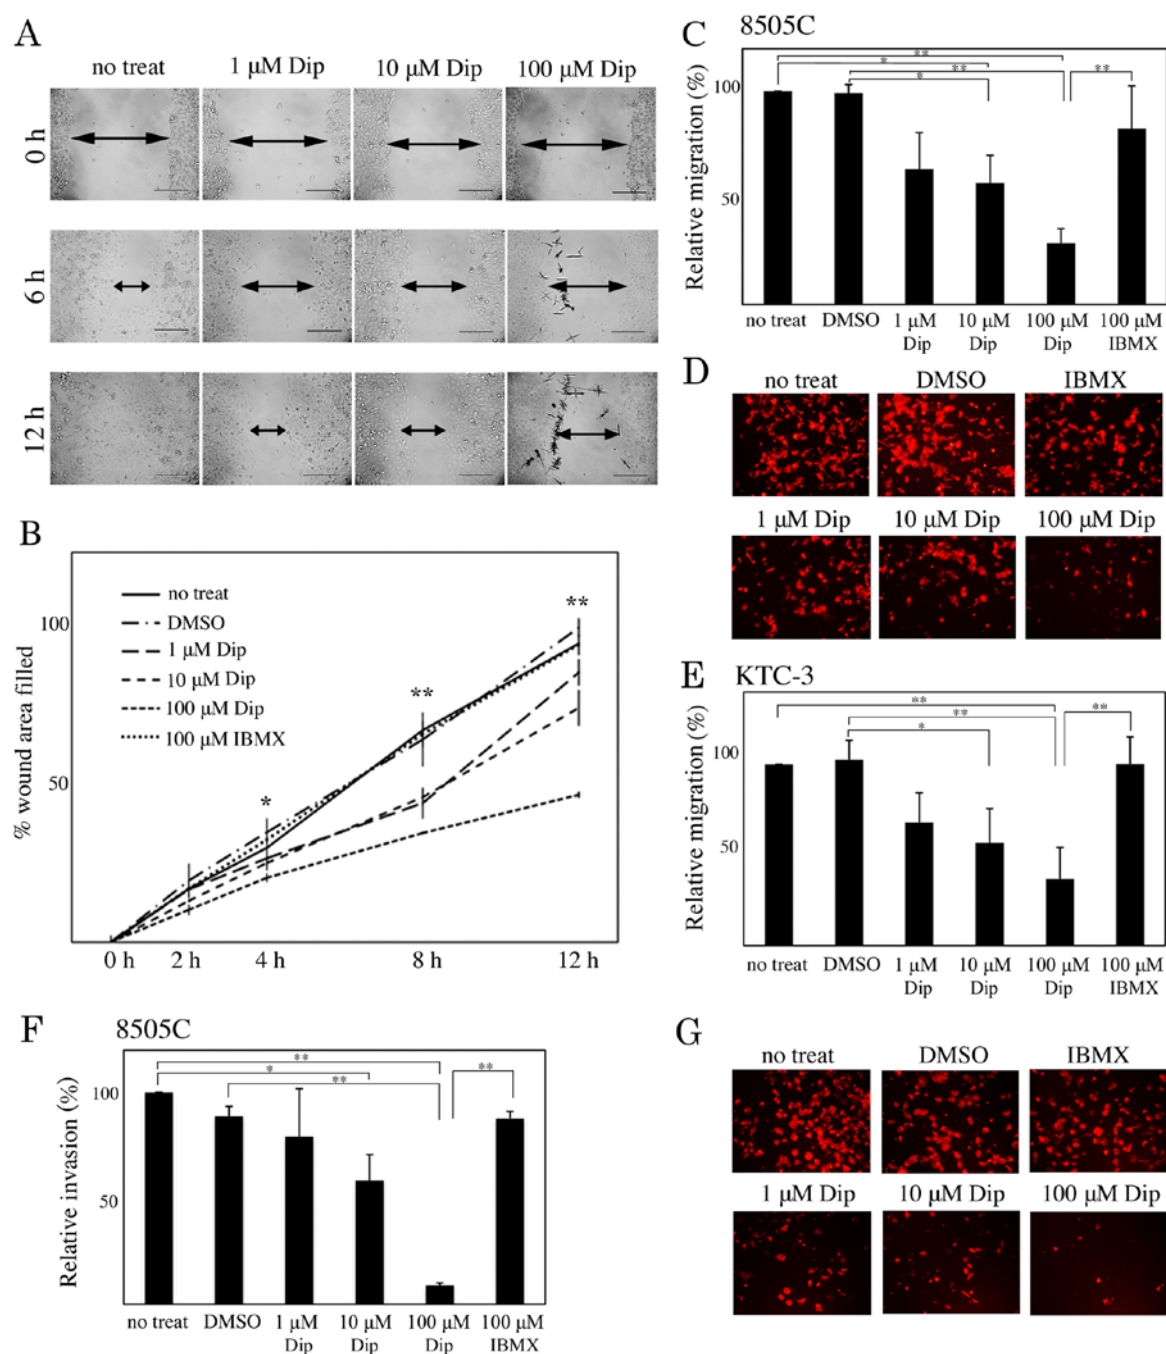 A
no treat
1 µM Dip
10 µM Dip
100 µM Dip
0 h
6 h
12 h
B
% wound area filled
100
50
no treat
DMSO
1 µM Dip
10 µM Dip
100 µM Dip
100 µM IBMX
*
**
**
0 h
2 h
4 h
8 h
12 h
C
8505C
Relative migration (%)
100
50
**
*
**
*
**
no treat
DMSO
1 µM
Dip
10 µM
Dip
100 µM
Dip
100 µM
IBMX
D
no treat
DMSO
IBMX
1 µM Dip
10 µM Dip
100 µM Dip
E
KTC-3
Relative migration (%)
100
50
**
**
*
**
no treat
DMSO
1 µM
Dip
10 µM
Dip
100 µM
Dip
100 µM
IBMX
F
8505C
Relative invasion (%)
100
50
**
*
**
**
no treat
DMSO
1 µM
Dip
10 µM
Dip
100 µM
Dip
100 µM
IBMX
G
no treat
DMSO
IBMX
1 µM Dip
10 µM Dip
100 µM Dip